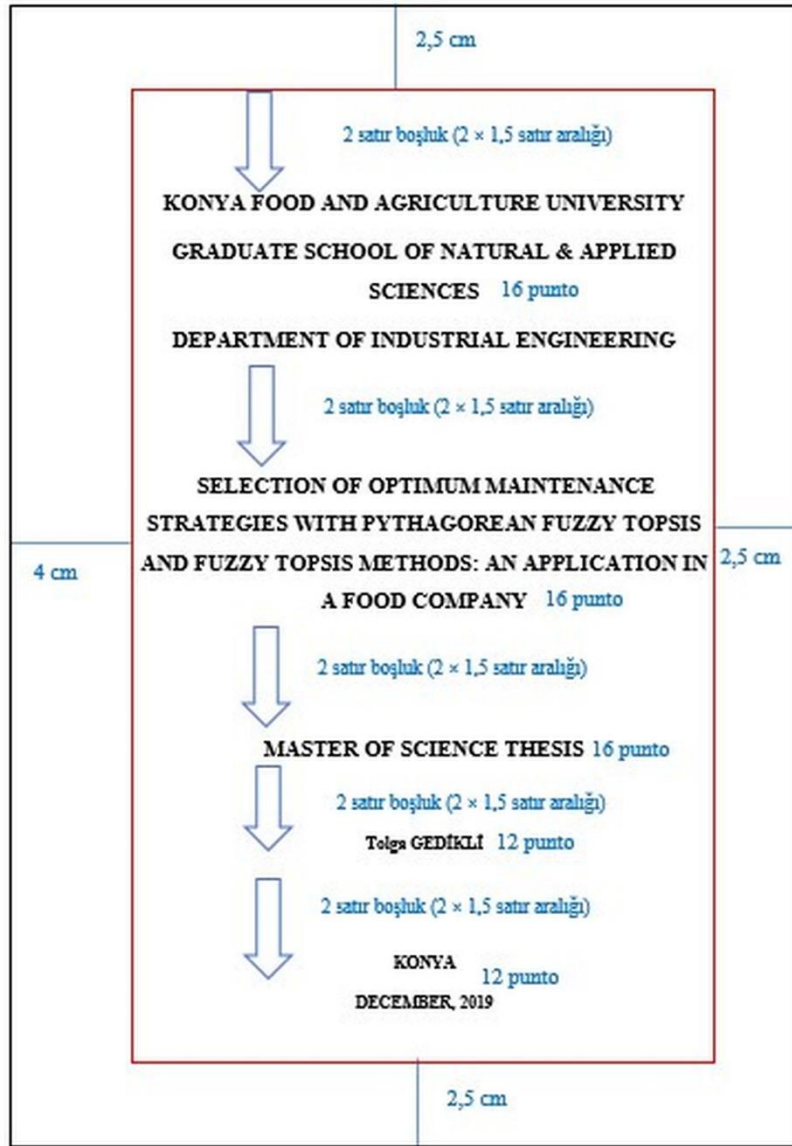 2,5 cm
2 satır boşluk (2 × 1,5 satır aralığı)
KONYA FOOD AND AGRICULTURE UNIVERSITY
GRADUATE SCHOOL OF NATURAL & APPLIED
SCIENCES 16 punto
DEPARTMENT OF INDUSTRIAL ENGINEERING
2 satır boşluk (2 × 1,5 satır aralığı)
SELECTION OF OPTIMUM MAINTENANCE
STRATEGIES WITH PYTHAGOREAN FUZZY TOPSIS
AND FUZZY TOPSIS METHODS: AN APPLICATION IN
4 cm
2,5 cm
A FOOD COMPANY 16 punto
2 satır boşluk (2 × 1,5 satır aralığı)
MASTER OF SCIENCE THESIS 16 punto
2 satır boşluk (2 × 1,5 satır aralığı)
Tolga GEDİKLİ 12 punto
2 satır boşluk (2 × 1,5 satır aralığı)
KONYA
12 punto
DECEMBER, 2019
2,5 cm